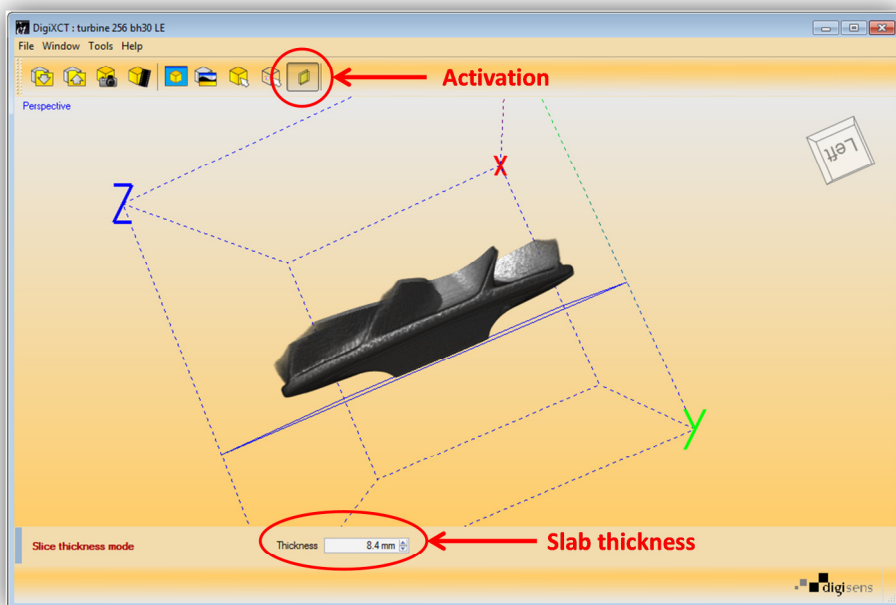 DigiXCT : turbine 256 bh30 LE
File Window Tools Help
Activation
Perspective
Left
Z
X
y
Slice thickness mode
Thickness 8.4 mm
Slab thickness
digisens